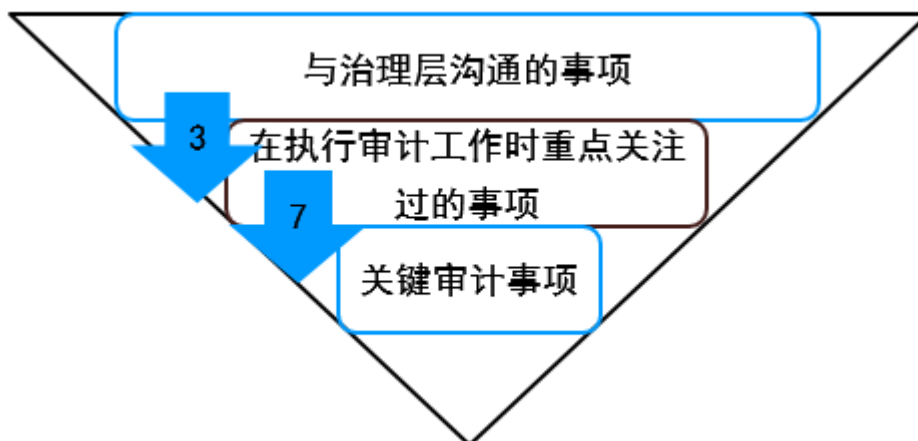 与治理层沟通的事项
3
在执行审计工作时重点关注
过的事项
7
关键审计事项